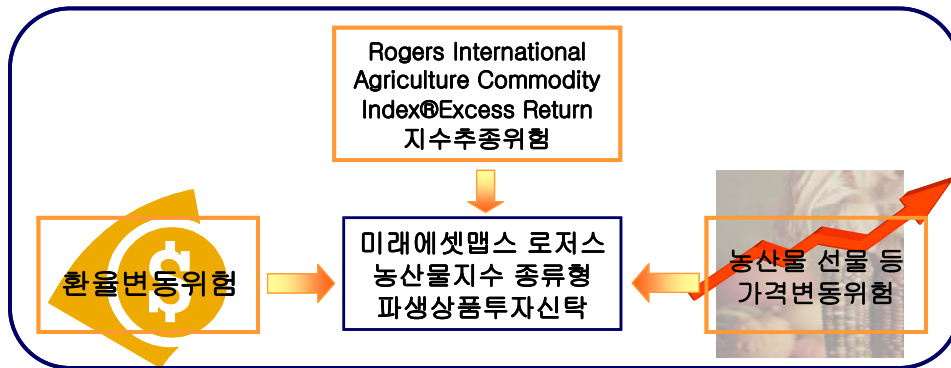 Rogers International
Agriculture Commodity
Index®Excess Return
지수추종위험
환율변동위험
$
미래에셋맵스 로저스
농산물지수 종류형
파생상품투자신탁
농산물 선물 등
가격변동위험